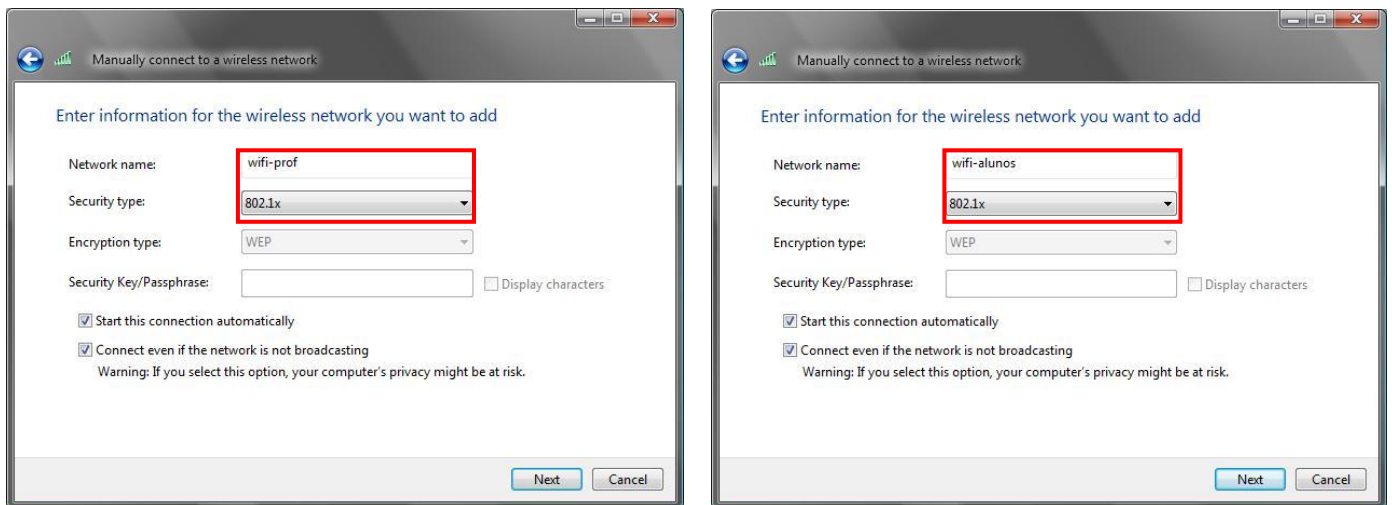 Manually connect to a wireless network
Enter information for the wireless network you want to add
Network name: wifi-prof
Security type: 802.1x
Encryption type: WEP
Security Key/Passphrase: Display characters
Start this connection automatically
Connect even if the network is not broadcasting
Warning: If you select this option, your computer's privacy might be at risk.
Next Cancel
Manually connect to a wireless network
Enter information for the wireless network you want to add
Network name: wifi-alunos
Security type: 802.1x
Encryption type: WEP
Security Key/Passphrase: Display characters
Start this connection automatically
Connect even if the network is not broadcasting
Warning: If you select this option, your computer's privacy might be at risk.
Next Cancel